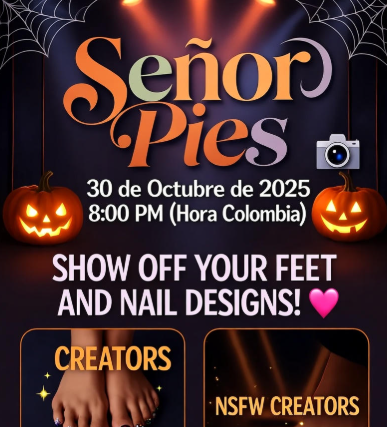 Señor
Pies
30 de Octubre de 2025
8:00 PM (Hora Colombia)
SHOW OFF YOUR FEET
AND NAIL DESIGNS! 🩷
CREATORS
NSFW CREATORS